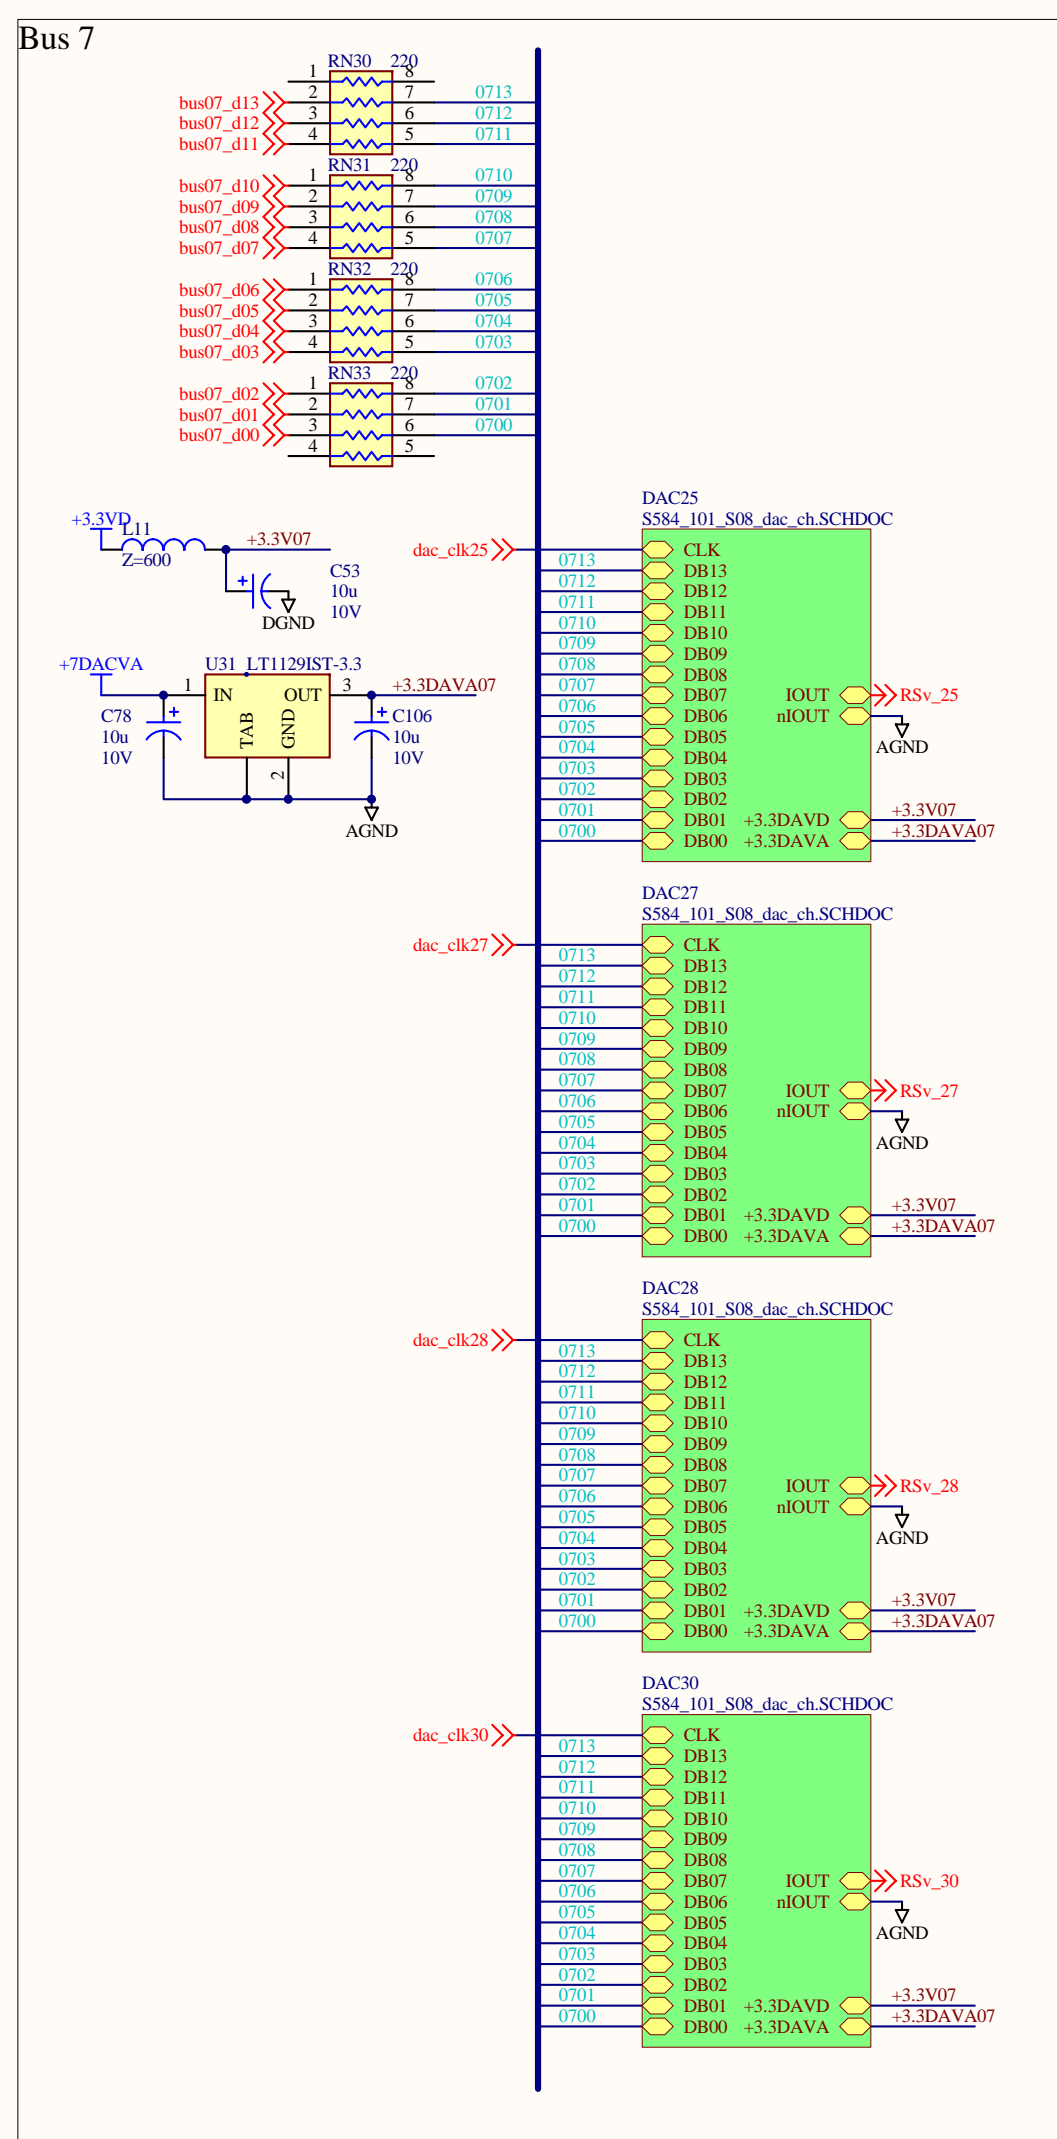 Bus 7
RN30 220
1 8
bus07_d13 2 7 0713
bus07_d12 3 6 0712
bus07_d11 4 5 0711
RN31 220
bus07_d10 1 8 0710
bus07_d09 2 7 0709
bus07_d08 3 6 0708
bus07_d07 4 5 0707
RN32 220
bus07_d06 1 8 0706
bus07_d05 2 7 0705
bus07_d04 3 6 0704
bus07_d03 4 5 0703
RN33 220
bus07_d02 1 8 0702
bus07_d01 2 7 0701
bus07_d00 3 6 0700
4 5
+3.3VD
L11
Z=600
+3.3V07
+
C53
10u
10V
DGND
+7DACVA
U31 LT1129IST-3.3
1 IN OUT 3
+3.3DAVA07
TAB
GND
2
+
C78
10u
10V
+
C106
10u
10V
AGND
DAC25
S584_101_S08_dac_ch.SCHDOC
dac_clk25 CLK
0713 DB13
0712 DB12
0711 DB11
0710 DB10
0709 DB09
0708 DB08
0707 DB07 IOUT RSv_25
0706 DB06 nIOUT
AGND
0705 DB05
0704 DB04
0703 DB03
0702 DB02
0701 DB01 +3.3DAVD +3.3V07
0700 DB00 +3.3DAVA +3.3DAVA07
DAC27
S584_101_S08_dac_ch.SCHDOC
dac_clk27 CLK
0713 DB13
0712 DB12
0711 DB11
0710 DB10
0709 DB09
0708 DB08
0707 DB07 IOUT RSv_27
0706 DB06 nIOUT
AGND
0705 DB05
0704 DB04
0703 DB03
0702 DB02
0701 DB01 +3.3DAVD +3.3V07
0700 DB00 +3.3DAVA +3.3DAVA07
DAC28
S584_101_S08_dac_ch.SCHDOC
dac_clk28 CLK
0713 DB13
0712 DB12
0711 DB11
0710 DB10
0709 DB09
0708 DB08
0707 DB07 IOUT RSv_28
0706 DB06 nIOUT
AGND
0705 DB05
0704 DB04
0703 DB03
0702 DB02
0701 DB01 +3.3DAVD +3.3V07
0700 DB00 +3.3DAVA +3.3DAVA07
DAC30
S584_101_S08_dac_ch.SCHDOC
dac_clk30 CLK
0713 DB13
0712 DB12
0711 DB11
0710 DB10
0709 DB09
0708 DB08
0707 DB07 IOUT RSv_30
0706 DB06 nIOUT
AGND
0705 DB05
0704 DB04
0703 DB03
0702 DB02
0701 DB01 +3.3DAVD +3.3V07
0700 DB00 +3.3DAVA +3.3DAVA07